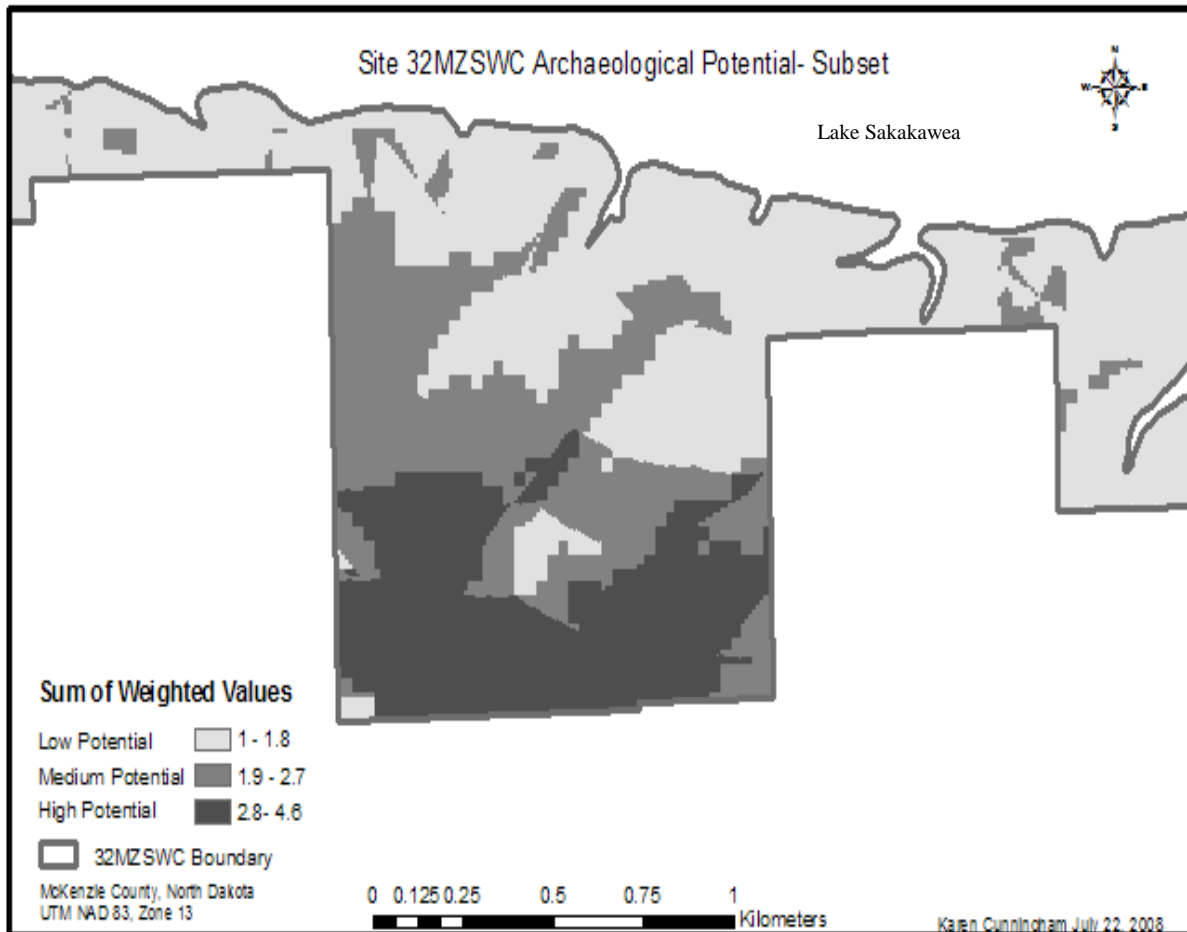 Site 32MZSWC Archaeological Potential- Subset
N
W
E
S
Lake Sakakawea
Sum of Weighted Values
Low Potential 1 - 1.8
Medium Potential 1.9 - 2.7
High Potential 2.8- 4.6
32MZSWC Boundary
McKenzie County, North Dakota
UTM NAD 83, Zone 13
0 0.125 0.25 0.5 0.75 1
Kilometers
Karen Cunningham July 22, 2008